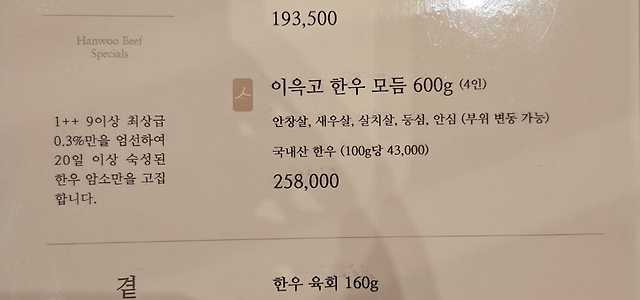 193,500
Hanwoo Beef
Specials
이윽고 한우 모듬 600g (4인)
안창살, 새우살, 살치살, 등심, 안심 (부위 변동 가능)
국내산 한우 (100g당 43,000)
258,000
1++ 9이상 최상급
0.3%만을 엄선하여
20일 이상 숙성된
한우 암소만을 고집
합니다.
곁
한우 육회 160g